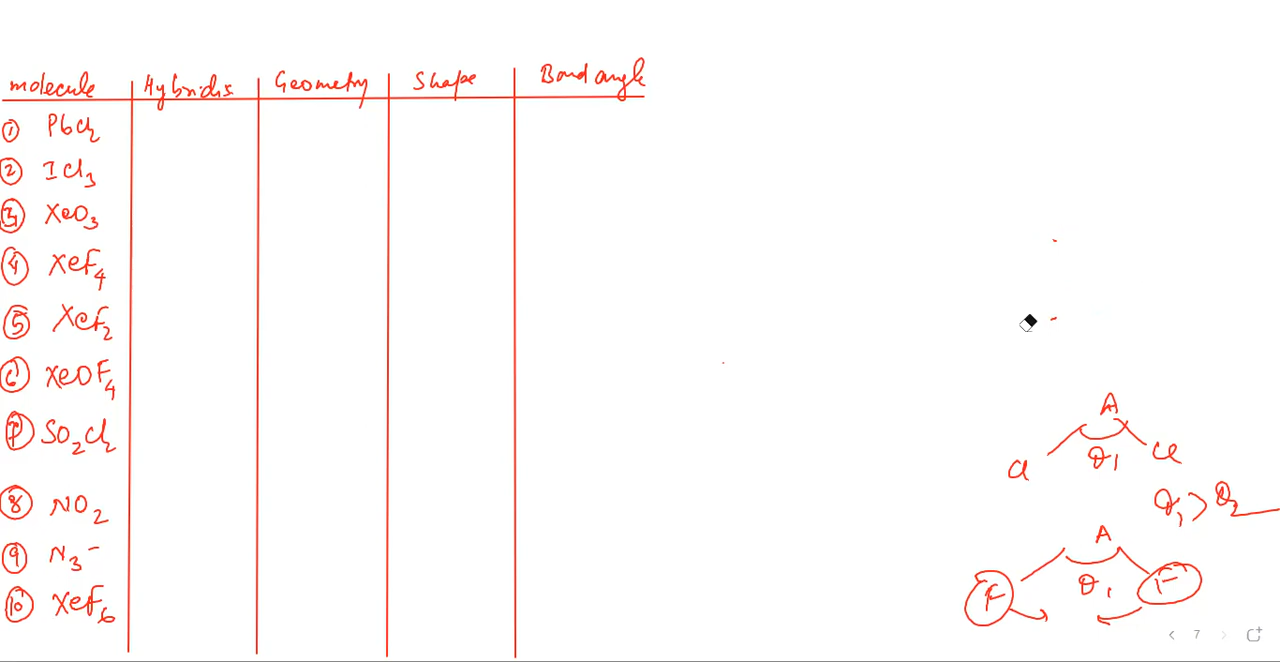 molecule Hybridis Geometry Shape Bond angle
① PbCl2
② ICl3
③ XeO3
④ XeF4
⑤ XeF2
⑥ XeOF4
⑦ SO2Cl2
⑧ NO2
⑨ N3⁻
⑩ XeF6
A
Cl θ1 Cl
θ1 > θ2
A
F θ1 F
7